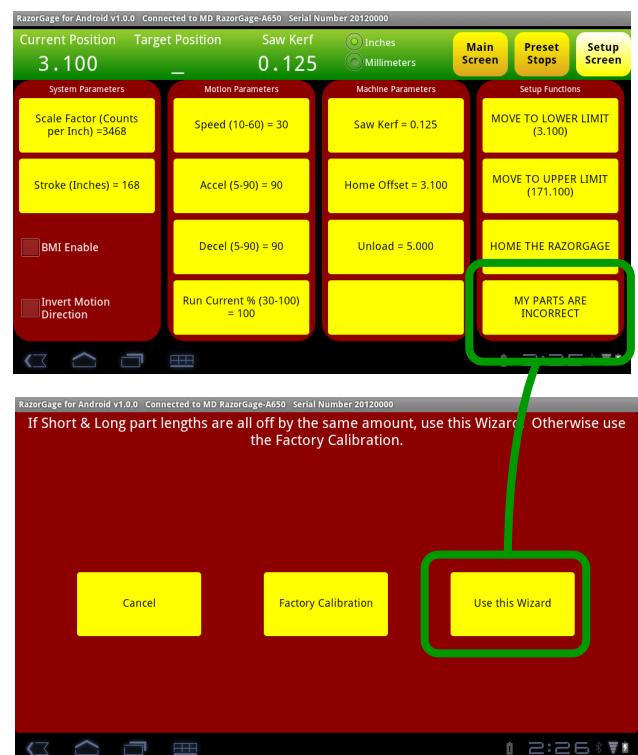 RazorGage for Android v1.0.0 Connected to MD RazorGage-A650 Serial Number 20120000
Current Position Target Position Saw Kerf
3.100 _ 0.125
Inches
Millimeters
Main
Screen
Preset
Stops
Setup
Screen
System Parameters
Scale Factor (Counts
per Inch) =3468
Stroke (Inches) = 168
BMI Enable
Invert Motion
Direction
Motion Parameters
Speed (10-60) = 30
Accel (5-90) = 90
Decel (5-90) = 90
Run Current % (30-100)
= 100
Machine Parameters
Saw Kerf = 0.125
Home Offset = 3.100
Unload = 5.000
Setup Functions
MOVE TO LOWER LIMIT
(3.100)
MOVE TO UPPER LIMIT
(171.100)
HOME THE RAZORGAGE
MY PARTS ARE
INCORRECT
RazorGage for Android v1.0.0 Connected to MD RazorGage-A650 Serial Number 20120000
If Short & Long part lengths are all off by the same amount, use this Wizard. Otherwise use
the Factory Calibration.
Cancel
Factory Calibration
Use this Wizard
2:26